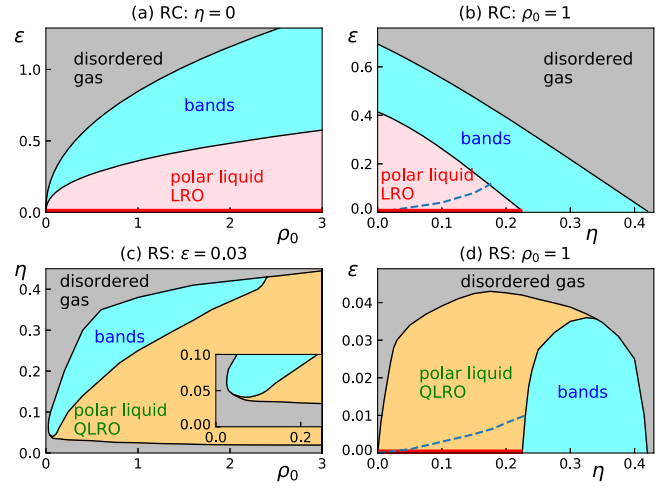 (a) RC: η = 0
ε
1.0
0.5
0.0
disordered
gas
bands
polar liquid
LRO
0
1
2
3
ρ₀
(b) RC: ρ₀ = 1
ε
0.6
0.4
0.2
0.0
disordered
gas
bands
polar liquid
LRO
0.0
0.1
0.2
0.3
0.4
η
(c) RS: ε = 0.03
η
0.4
0.3
0.2
0.1
0.0
disordered
gas
bands
polar liquid
QLRO
0.10
0.05
0.00
0.0
0.2
0
1
2
3
ρ₀
(d) RS: ρ₀ = 1
ε
0.04
0.03
0.02
0.01
0.00
disordered gas
polar liquid
QLRO
bands
0.0
0.1
0.2
0.3
0.4
η